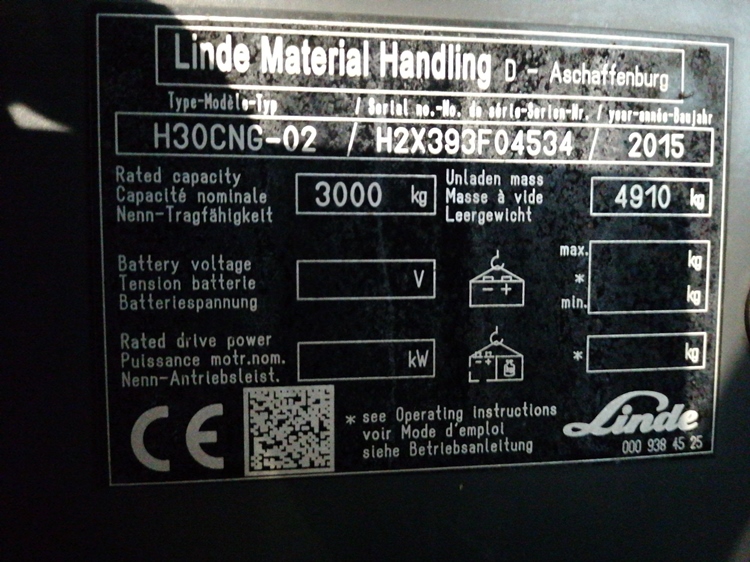 Linde Material Handling D - Aschaffenburg
Type-Modèle-Typ / Serial no.-No. de série-Serien-Nr. / year-année-Baujahr
H30CNG-02 / H2X393F04534 / 2015
Rated capacity
Capacité nominale
Nenn-Tragfähigkeit
3000 kg
Unladen mass
Masse à vide
Leergewicht
4910 kg
Battery voltage
Tension batterie
Batteriespannung
V
- +
max.
*
min.
kg
kg
Rated drive power
Puissance motr.nom.
Nenn-Antriebsleist.
kW
- +
kg
*
kg
CE
* see Operating instructions
voir Mode d'emploi
siehe Betriebsanleitung
Linde
000 938 45 25